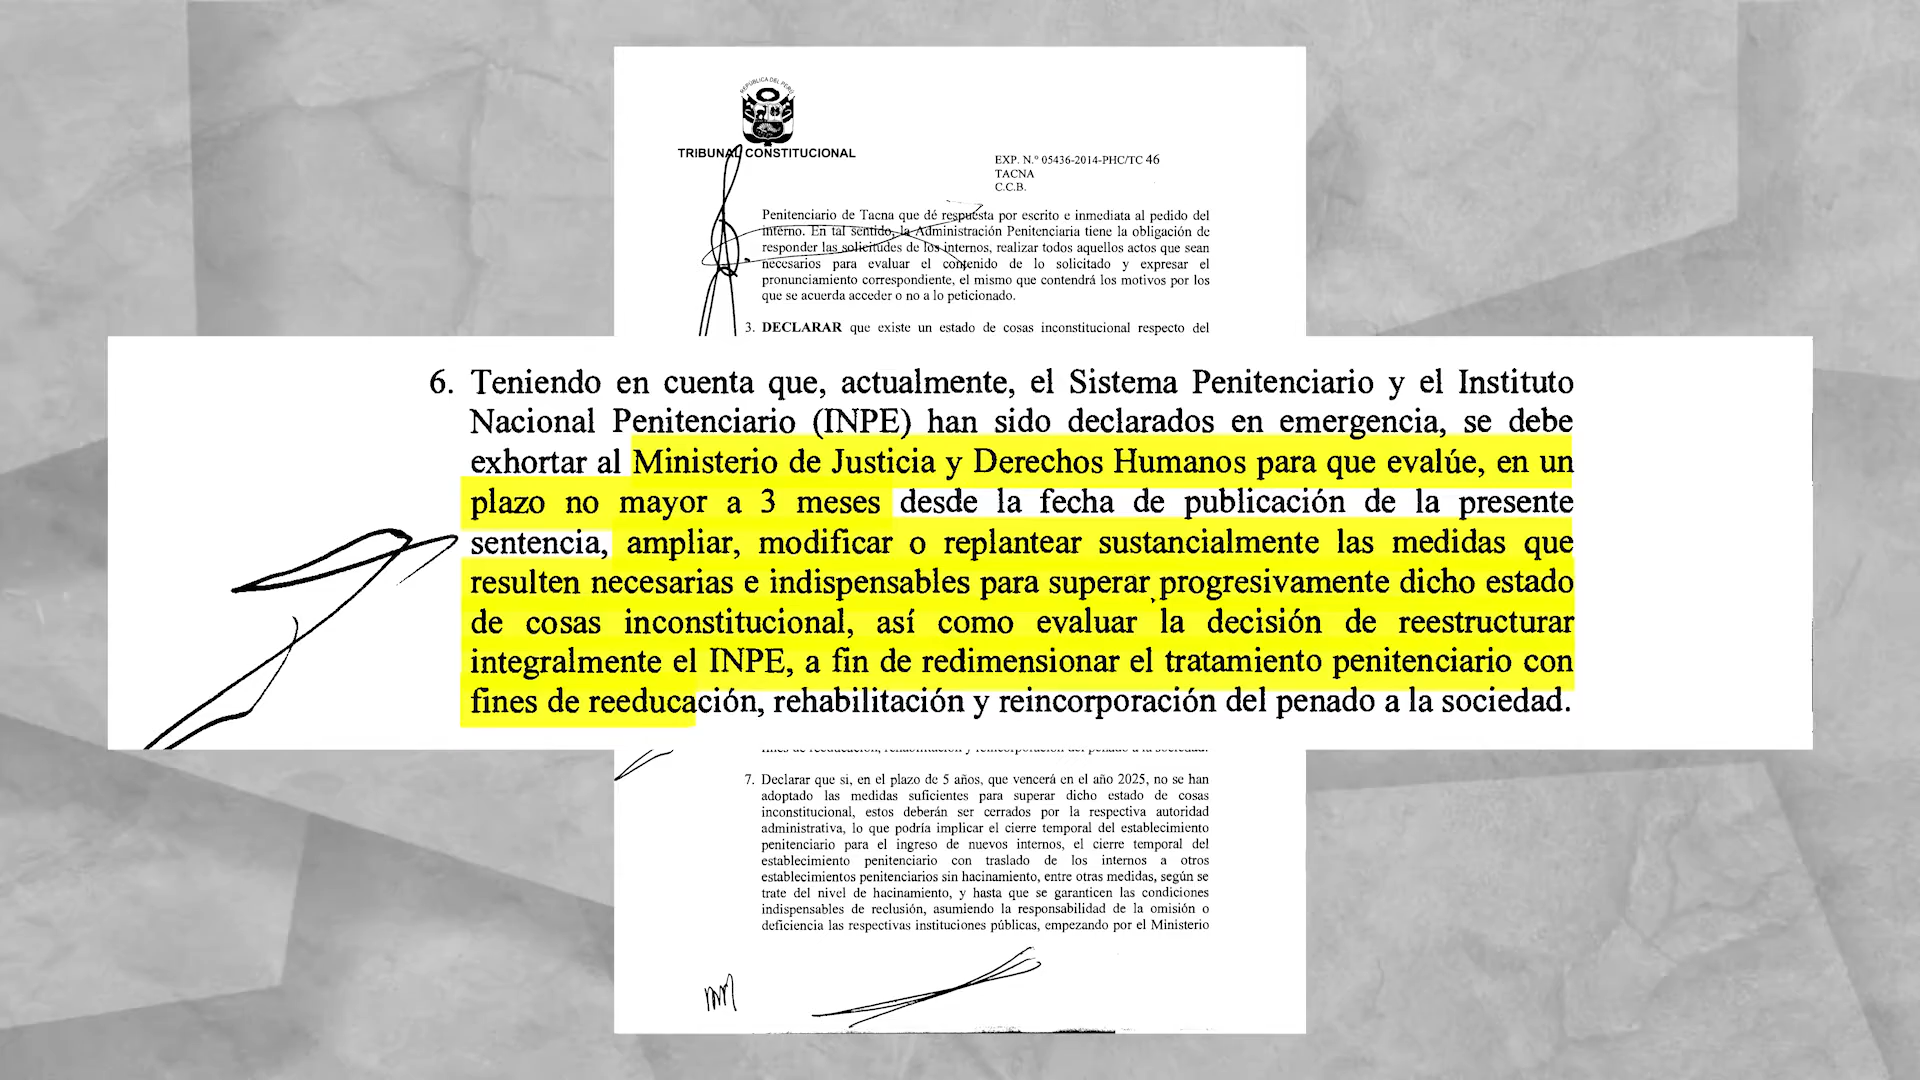 REPÚBLICA DEL PERÚ
TRIBUNAL CONSTITUCIONAL
EXP. N.° 05436-2014-PHC/TC 46
TACNA
C.C.B.
Penitenciario de Tacna que dé respuesta por escrito e inmediata al pedido del
interno. En tal sentido, la Administración Penitenciaria tiene la obligación de
responder las solicitudes de los internos, realizar todos aquellos actos que sean
necesarios para evaluar el contenido de lo solicitado y expresar el
pronunciamiento correspondiente, el mismo que contendrá los motivos por los
que se acuerda acceder o no a lo peticionado.
3. DECLARAR que existe un estado de cosas inconstitucional respecto del
6. Teniendo en cuenta que, actualmente, el Sistema Penitenciario y el Instituto
Nacional Penitenciario (INPE) han sido declarados en emergencia, se debe
exhortar al Ministerio de Justicia y Derechos Humanos para que evalúe, en un
plazo no mayor a 3 meses desde la fecha de publicación de la presente
sentencia, ampliar, modificar o replantear sustancialmente las medidas que
resulten necesarias e indispensables para superar progresivamente dicho estado
de cosas inconstitucional, así como evaluar la decisión de reestructurar
integralmente el INPE, a fin de redimensionar el tratamiento penitenciario con
fines de reeducación, rehabilitación y reincorporación del penado a la sociedad.
7. Declarar que si, en el plazo de 5 años, que vencerá en el año 2025, no se han
adoptado las medidas suficientes para superar dicho estado de cosas
inconstitucional, estos deberán ser cerrados por la respectiva autoridad
administrativa, lo que podría implicar el cierre temporal del establecimiento
penitenciario para el ingreso de nuevos internos, el cierre temporal del
establecimiento penitenciario con traslado de los internos a otros
establecimientos penitenciarios sin hacinamiento, entre otras medidas, según se
trate del nivel de hacinamiento, y hasta que se garanticen las condiciones
indispensables de reclusión, asumiendo la responsabilidad de la omisión o
deficiencia las respectivas instituciones públicas, empezando por el Ministerio